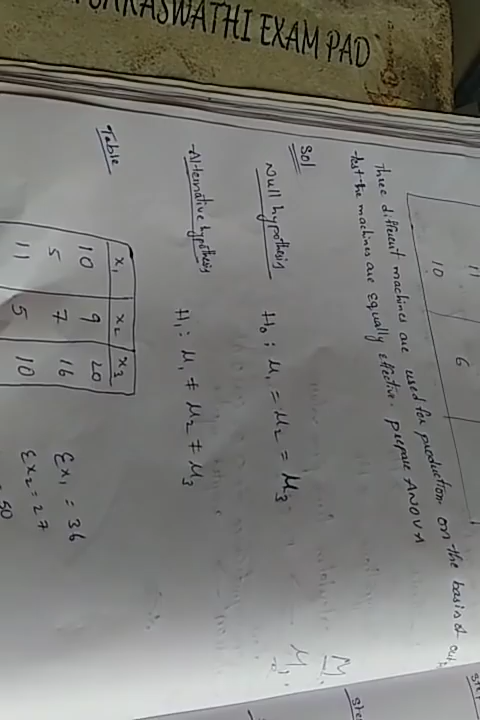 SARASWATHI EXAM PAD
11
10 6
Three different machines are used for production on the basis of
test the machines are equally effective. prepare ANOVA
Sol
Null hypothesis H₀ : μ₁ = μ₂ = μ₃
Alternative hypothesis H₁ : μ₁ ≠ μ₂ ≠ μ₃
Table
x₁ x₂ x₃
10 9 20
5 7 16
11 5 10
Σx₁ = 36
Σx₂ = 27
= 50